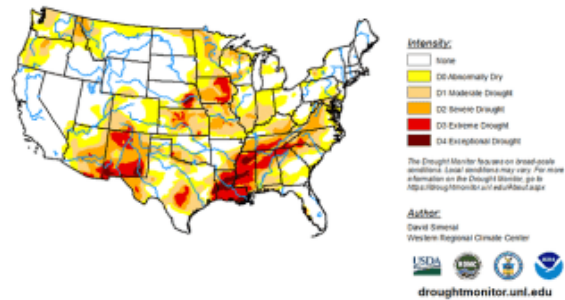 Intensity:
None
D0 Abnormally Dry
D1 Moderate Drought
D2 Severe Drought
D3 Extreme Drought
D4 Exceptional Drought
The Drought Monitor focuses on broad-scale
conditions. Local conditions may vary. For more
information on the Drought Monitor, go to
https://droughtmonitor.unl.edu/About.aspx
Author:
David Simeral
Western Regional Climate Center
USDA
droughtmonitor.unl.edu